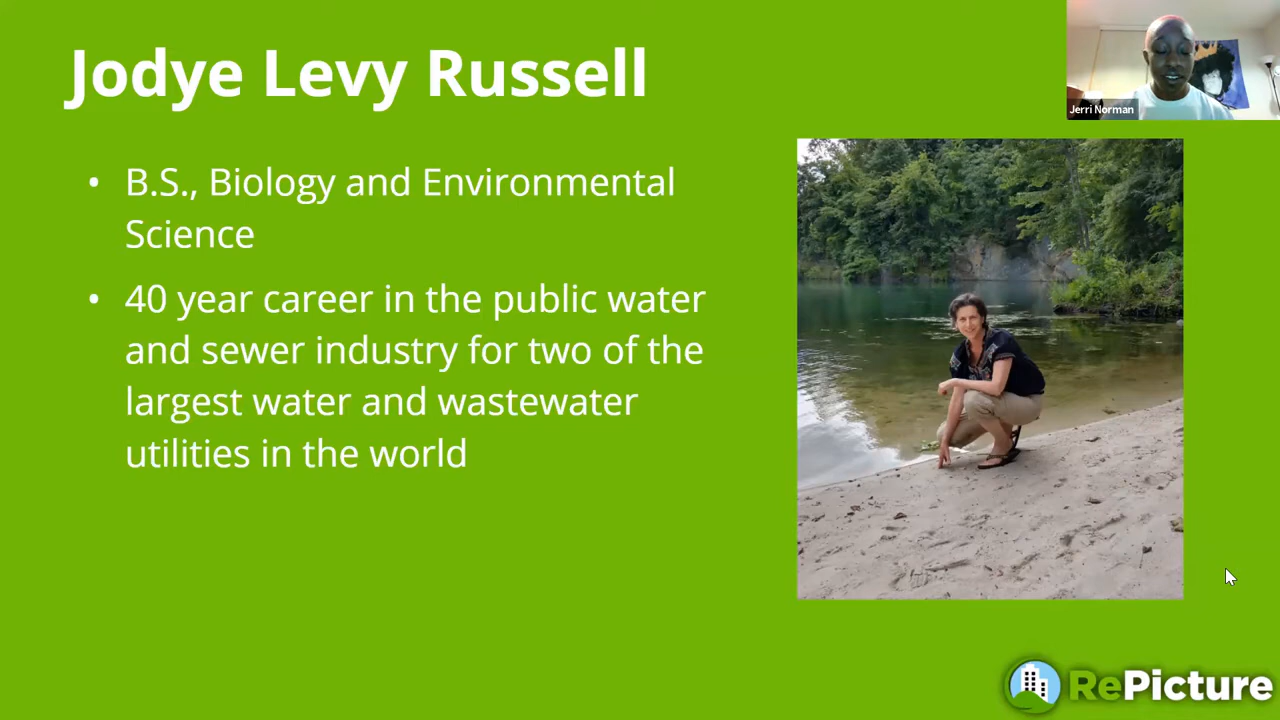 Jodye Levy Russell
Jerri Norman
• B.S., Biology and Environmental
Science
• 40 year career in the public water
and sewer industry for two of the
largest water and wastewater
utilities in the world
RePicture